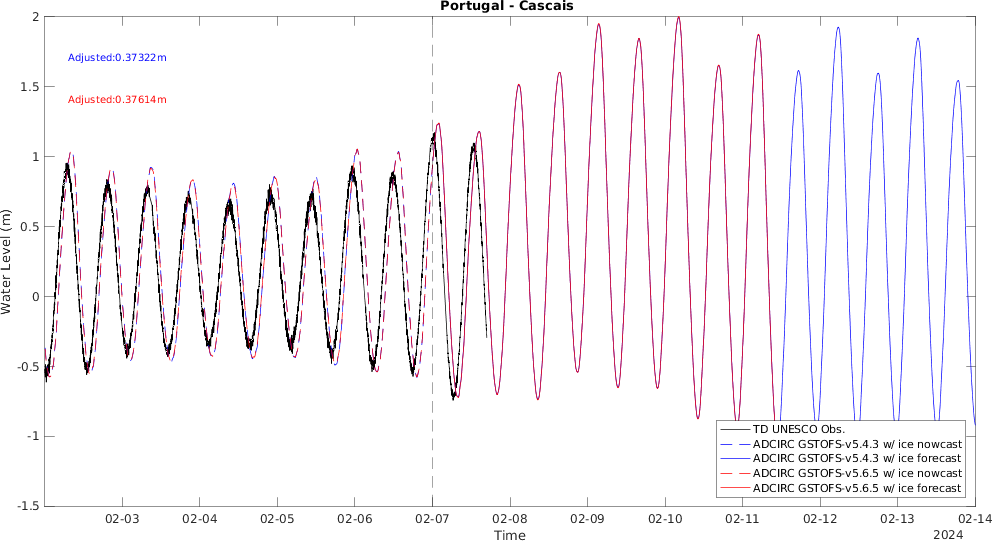 Portugal - Cascais
2
Adjusted:0.37322m
1.5
Adjusted:0.37614m
1
0.5
Water Level (m)
0
-0.5
-1
TD UNESCO Obs.
ADCIRC GSTOFS-v5.4.3 w/ ice nowcast
ADCIRC GSTOFS-v5.4.3 w/ ice forecast
ADCIRC GSTOFS-v5.6.5 w/ ice nowcast
ADCIRC GSTOFS-v5.6.5 w/ ice forecast
-1.5
02-03 02-04 02-05 02-06 02-07 02-08 02-09 02-10 02-11 02-12 02-13 02-14
Time
2024